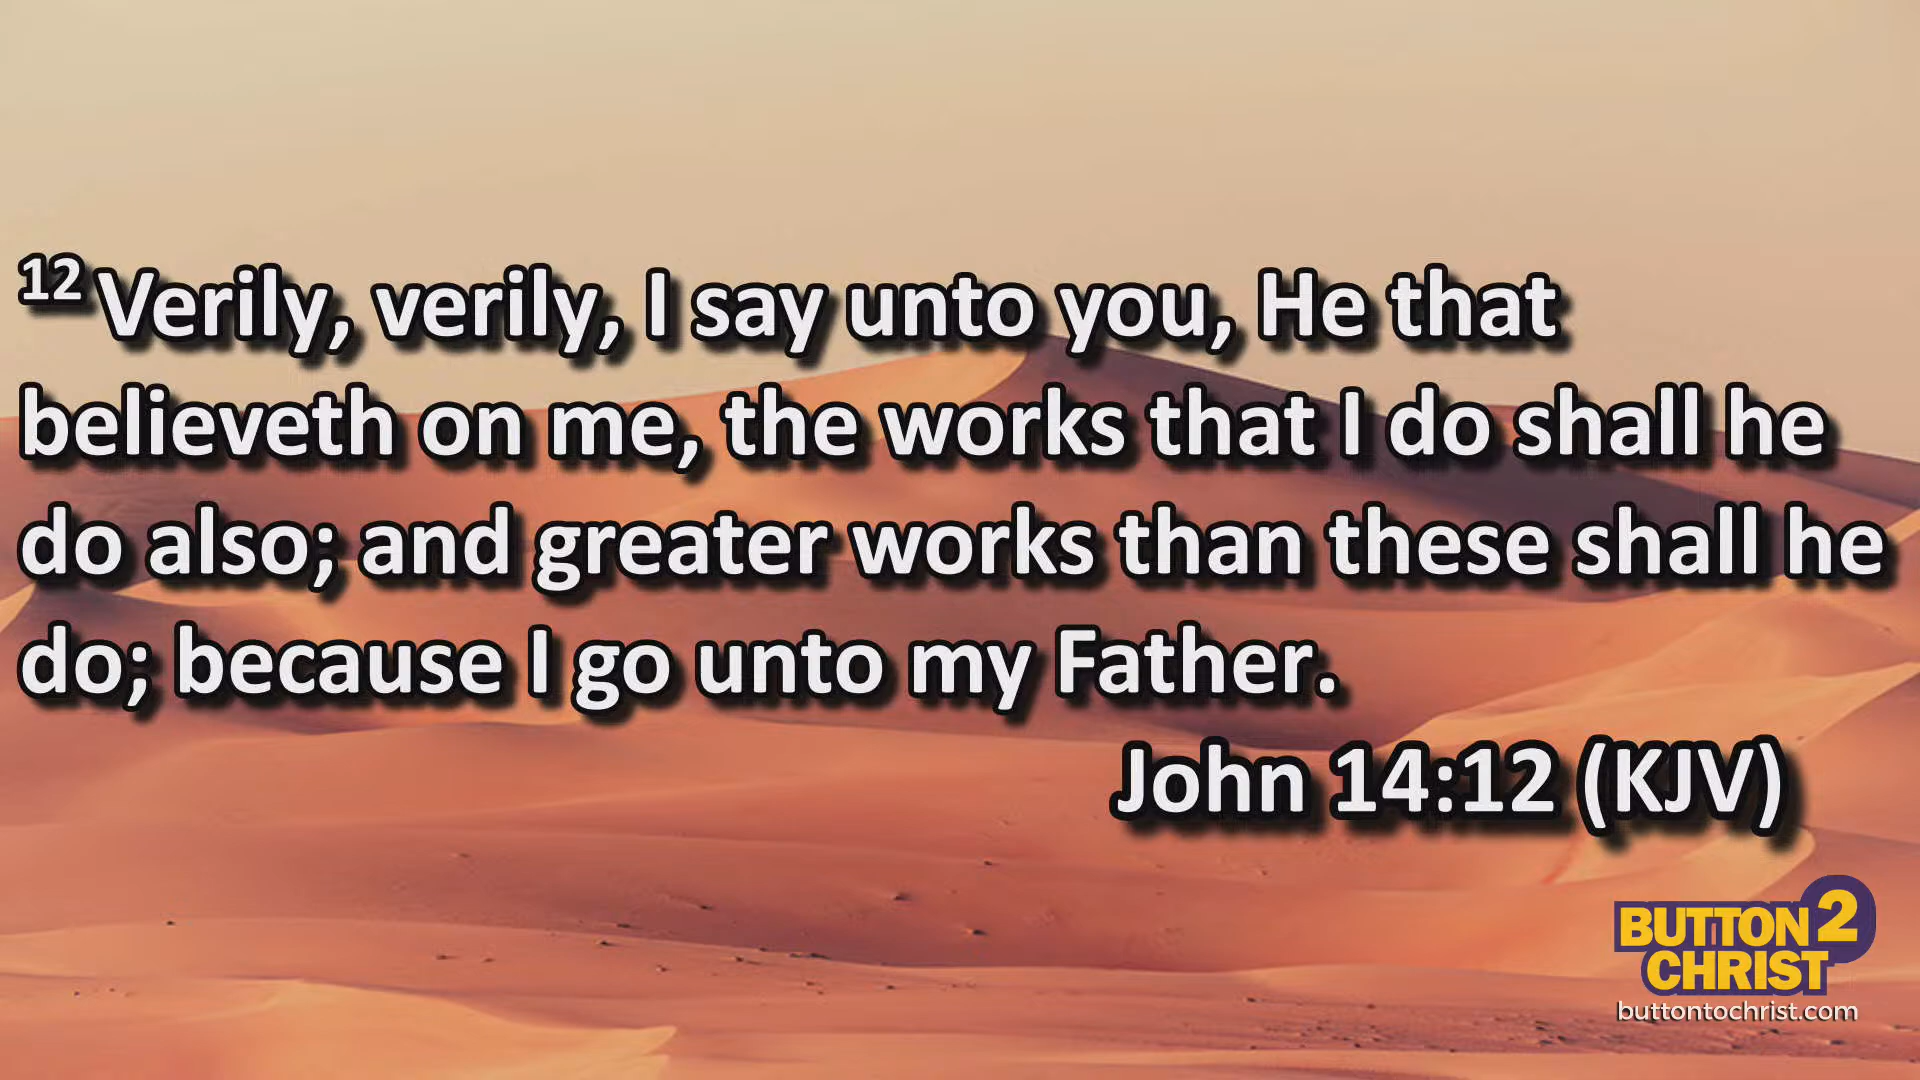 12 Verily, verily, I say unto you, He that
believeth on me, the works that I do shall he
do also; and greater works than these shall he
do; because I go unto my Father.
John 14:12 (KJV)
BUTTON 2
CHRIST
buttontochrist.com